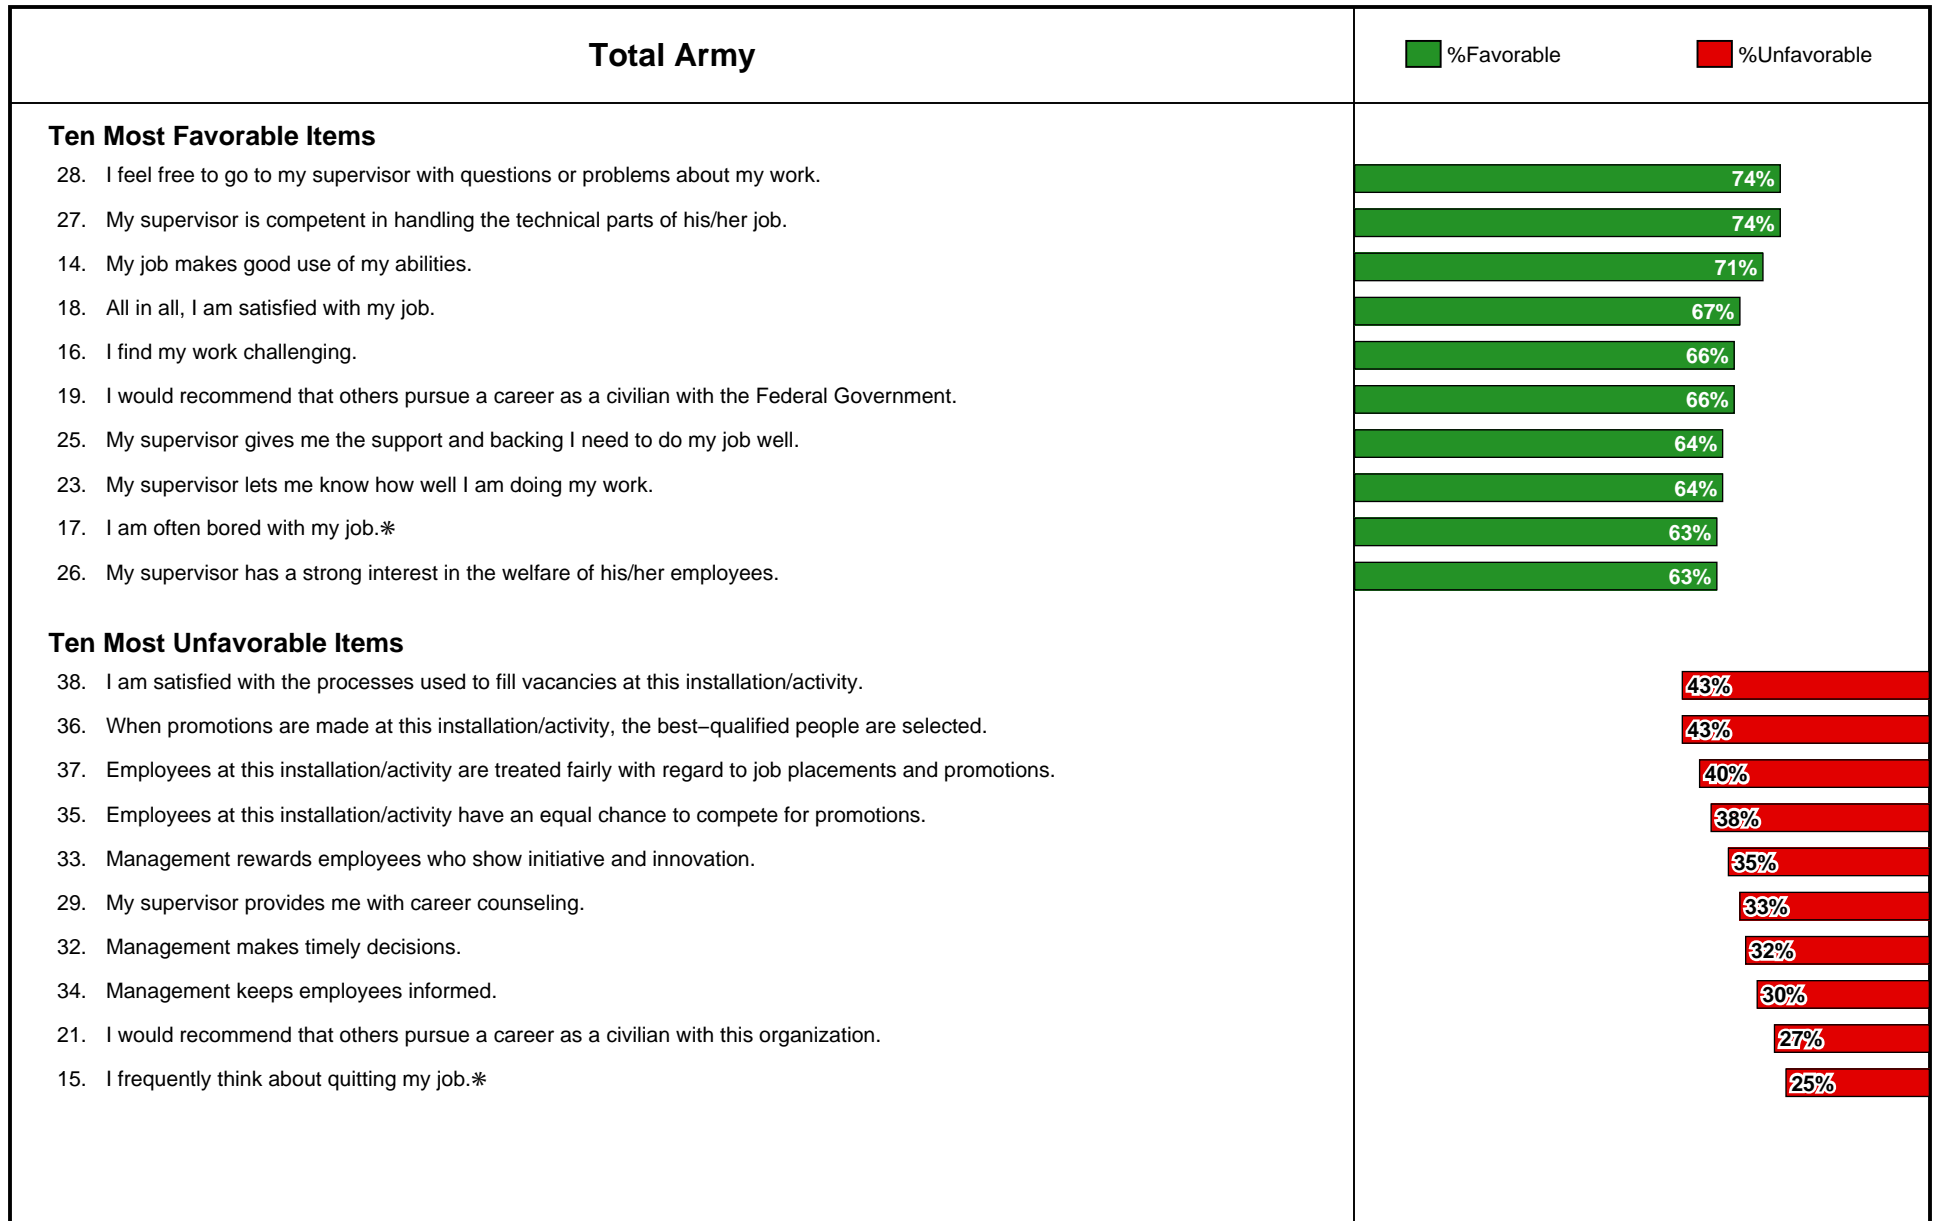 Total Army
%Favorable %Unfavorable
Ten Most Favorable Items
28. I feel free to go to my supervisor with questions or problems about my work. 74%
27. My supervisor is competent in handling the technical parts of his/her job. 74%
14. My job makes good use of my abilities. 71%
18. All in all, I am satisfied with my job. 67%
16. I find my work challenging. 66%
19. I would recommend that others pursue a career as a civilian with the Federal Government. 66%
25. My supervisor gives me the support and backing I need to do my job well. 64%
23. My supervisor lets me know how well I am doing my work. 64%
17. I am often bored with my job.* 63%
26. My supervisor has a strong interest in the welfare of his/her employees. 63%
Ten Most Unfavorable Items
38. I am satisfied with the processes used to fill vacancies at this installation/activity. 43%
36. When promotions are made at this installation/activity, the best−qualified people are selected. 43%
37. Employees at this installation/activity are treated fairly with regard to job placements and promotions. 40%
35. Employees at this installation/activity have an equal chance to compete for promotions. 38%
33. Management rewards employees who show initiative and innovation. 35%
29. My supervisor provides me with career counseling. 33%
32. Management makes timely decisions. 32%
34. Management keeps employees informed. 30%
21. I would recommend that others pursue a career as a civilian with this organization. 27%
15. I frequently think about quitting my job.* 25%